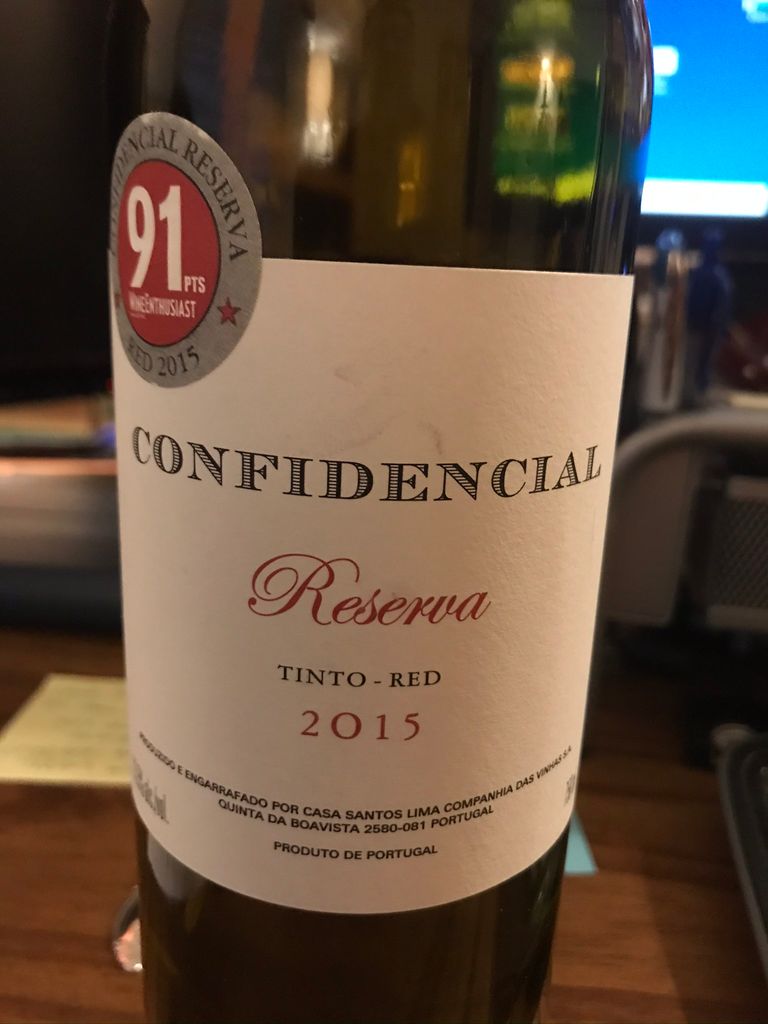 CONFIDENCIAL RESERVA
91
PTS
WINEENTHUSIAST
RED 2015
CONFIDENCIAL
Reserva
TINTO - RED
2015
PRODUZIDO E ENGARRAFADO POR CASA SANTOS LIMA COMPANHIA DAS VINHAS S.A.
QUINTA DA BOAVISTA 2580-081 PORTUGAL
PRODUTO DE PORTUGAL